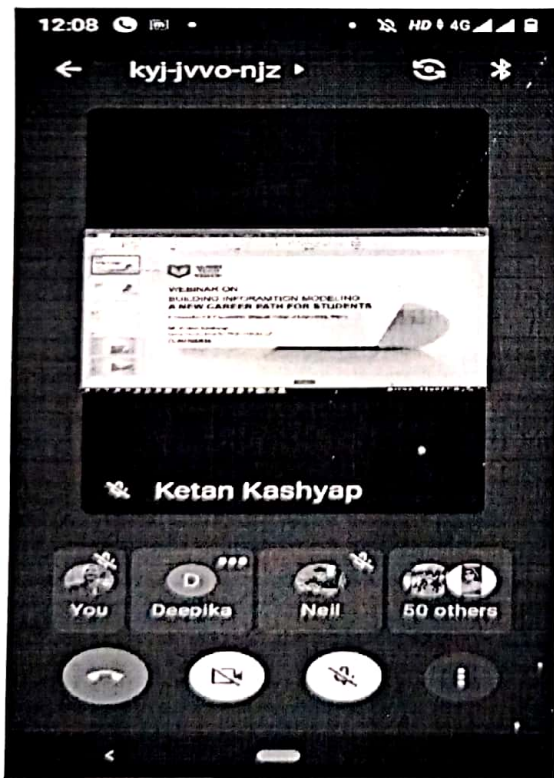 12:08 HD 4G
kyj-jvvo-njz
WEBINAR ON
BUILDING INFORAMTION MODELING
A NEW CAREER PATH FOR STUDENTS
Ketan Kashyap
D
You Deepika Neil 50 others